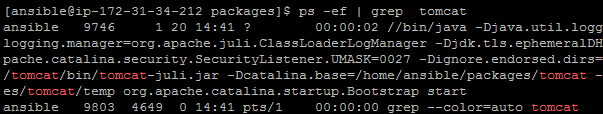 [ansible@ip-172-31-34-212 packages]$ ps -ef | grep  tomcat
ansible   9746     1 20 14:41 ?        00:00:02 //bin/java -Djava.util.logg
logging.manager=org.apache.juli.ClassLoaderLogManager -Djdk.tls.ephemeralDH
pache.catalina.security.SecurityListener.UMASK=0027 -Dignore.endorsed.dirs=
/tomcat/bin/tomcat-juli.jar -Dcatalina.base=/home/ansible/packages/tomcat -
es/tomcat/temp org.apache.catalina.startup.Bootstrap start
ansible   9803  4649  0 14:41 pts/1    00:00:00 grep --color=auto tomcat